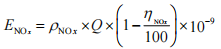 E_NOx = ρ_NOx × Q × (1 − η_NOx/100) × 10⁻⁹